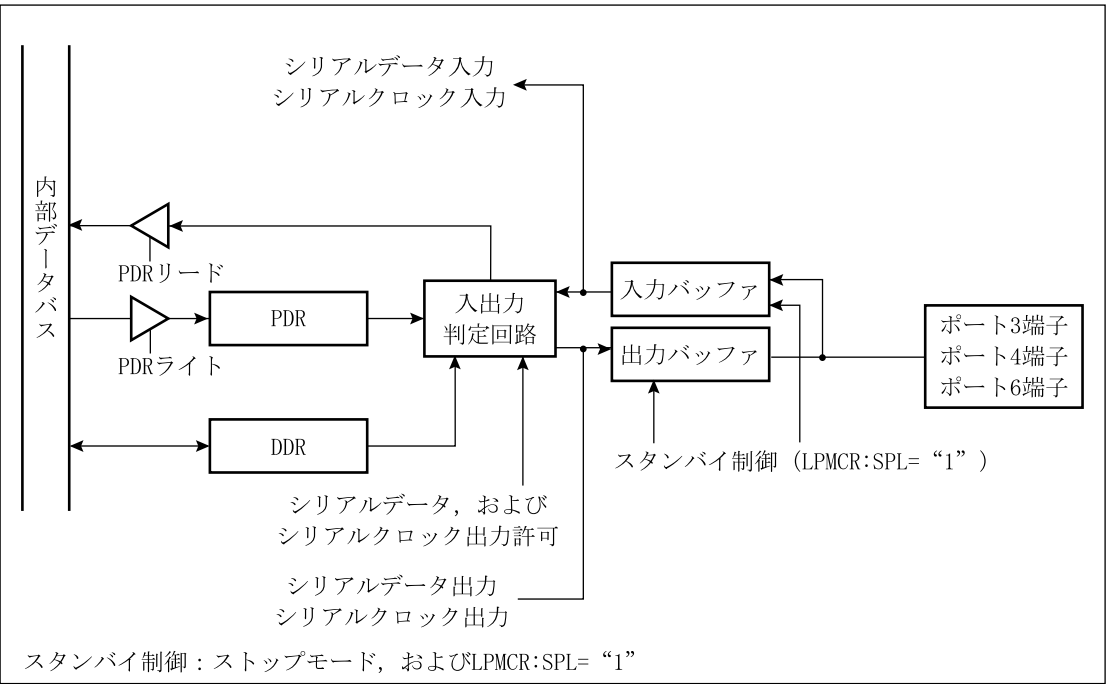 シリアルデータ入力
シリアルクロック入力
内部データバス
PDRリード
PDR
PDRライト
入出力
判定回路
入力バッファ
出力バッファ
ポート3端子
ポート4端子
ポート6端子
DDR
スタンバイ制御 (LPMCR:SPL= “1” )
シリアルデータ, および
シリアルクロック出力許可
シリアルデータ出力
シリアルクロック出力
スタンバイ制御：ストップモード, およびLPMCR:SPL= “1”